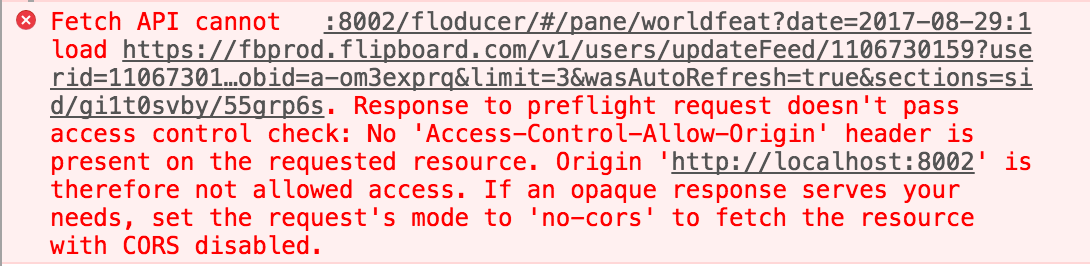 Fetch API cannot :8002/floducer/#/pane/worldfeat?date=2017-08-29:1
load https://fbprod.flipboard.com/v1/users/updateFeed/1106730159?use
rid=11067301…obid=a-om3exprq&limit=3&wasAutoRefresh=true&sections=si
d/gi1t0svby/55grp6s. Response to preflight request doesn't pass
access control check: No 'Access-Control-Allow-Origin' header is
present on the requested resource. Origin 'http://localhost:8002' is
therefore not allowed access. If an opaque response serves your
needs, set the request's mode to 'no-cors' to fetch the resource
with CORS disabled.